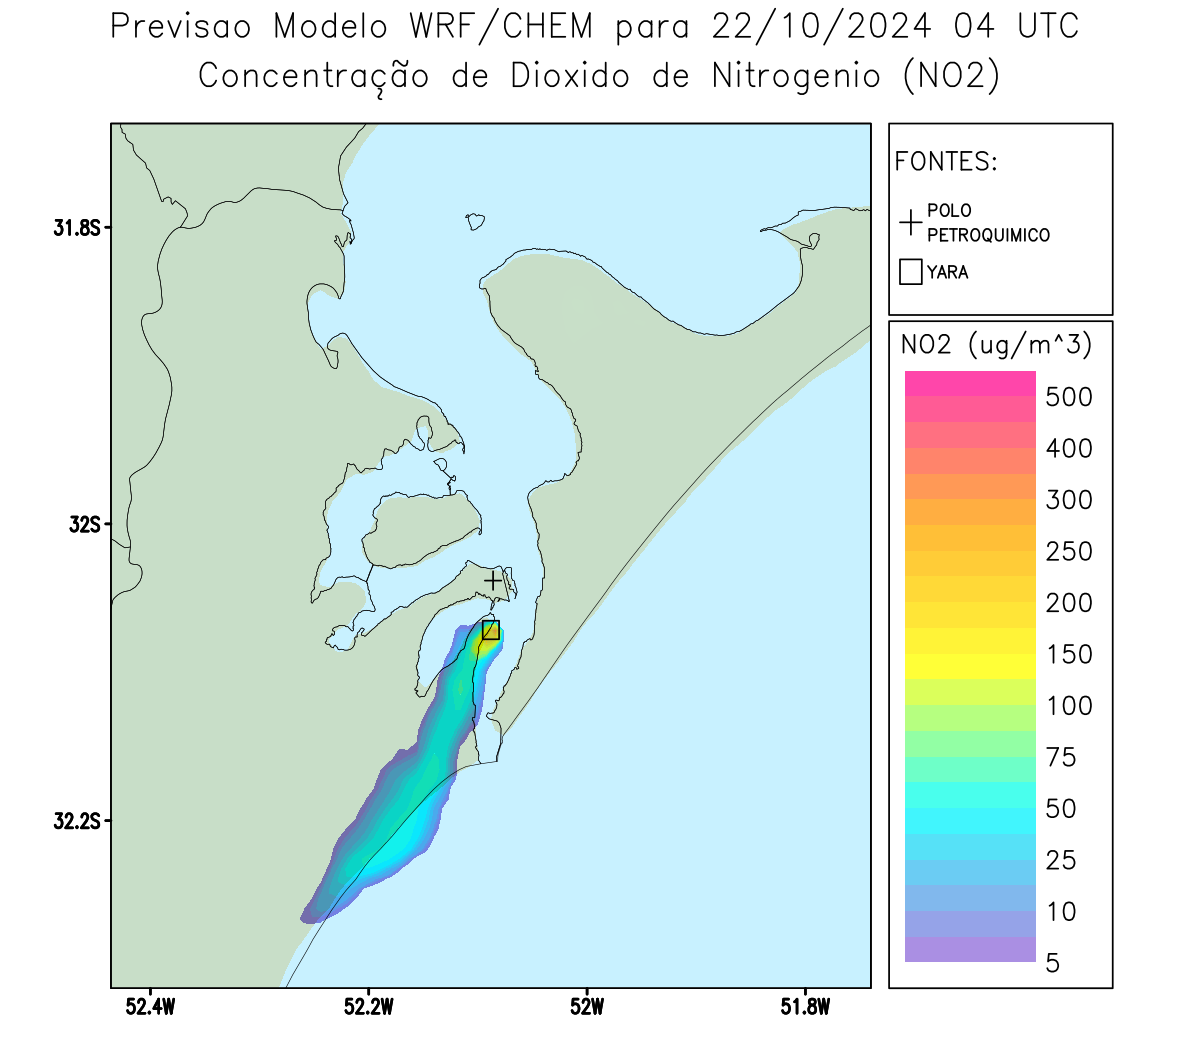 Previsao Modelo WRF/CHEM para 22/10/2024 04 UTC
Concentração de Dioxido de Nitrogenio (NO2)
FONTES:
POLO
PETROQUIMICO
YARA
NO2 (ug/m^3)
500
400
300
250
200
150
100
75
50
25
10
5
31.8S
32S
32.2S
52.4W
52.2W
52W
51.8W